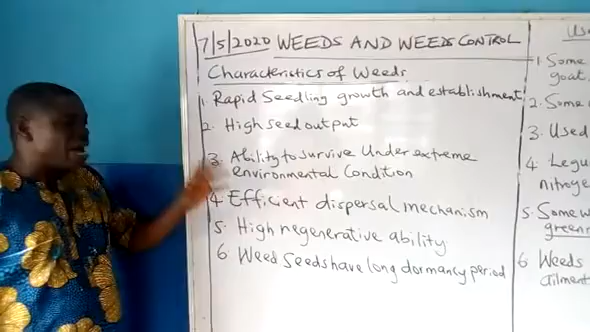 7/5/2020 WEEDS AND WEEDS CONTROL
Characteristics of Weeds
1. Rapid Seedling growth and establishment
2. High seed output
3. Ability to survive Under extreme
environmental Condition
4 Efficient dispersal mechanism
5. High regenerative ability
6 Weed Seeds have long dormancy period
1. Some
goat,
2. Some
3. Used
4. Legu
nitroge
5. Some w
green
6 Weeds
ailment